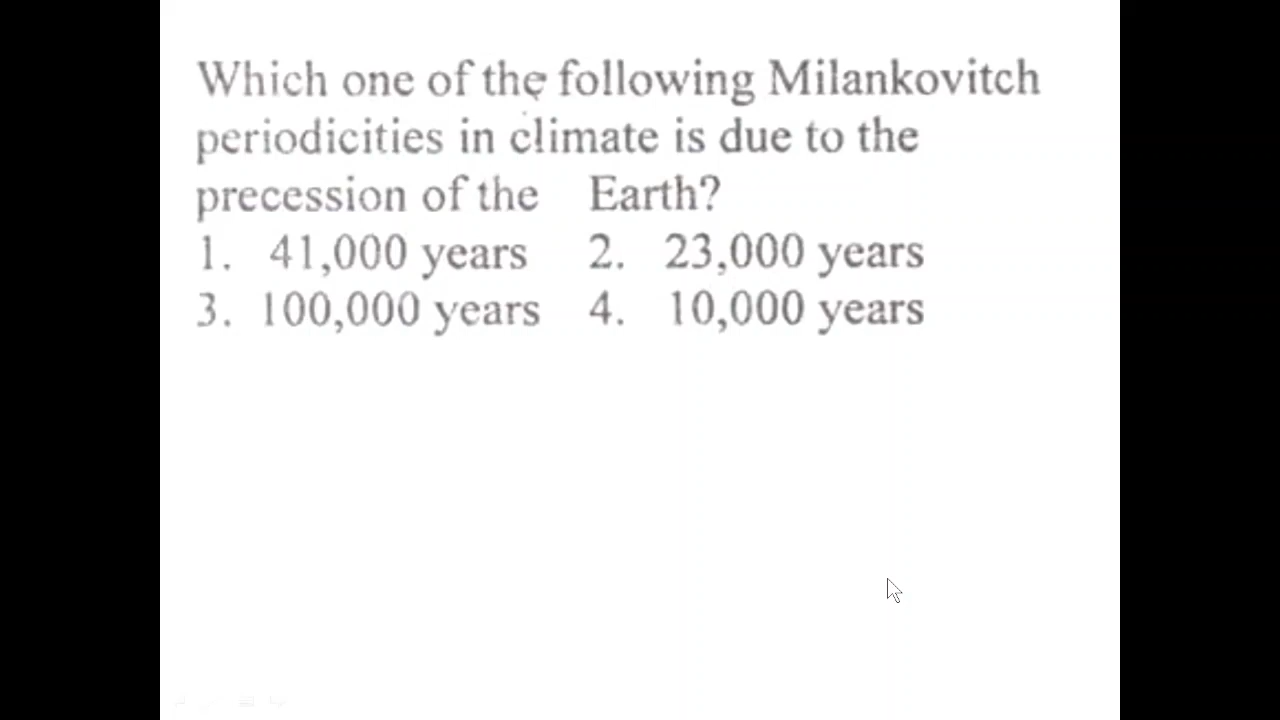 Which one of the following Milankovitch
periodicities in climate is due to the
precession of the Earth?
1. 41,000 years 2. 23,000 years
3. 100,000 years 4. 10,000 years